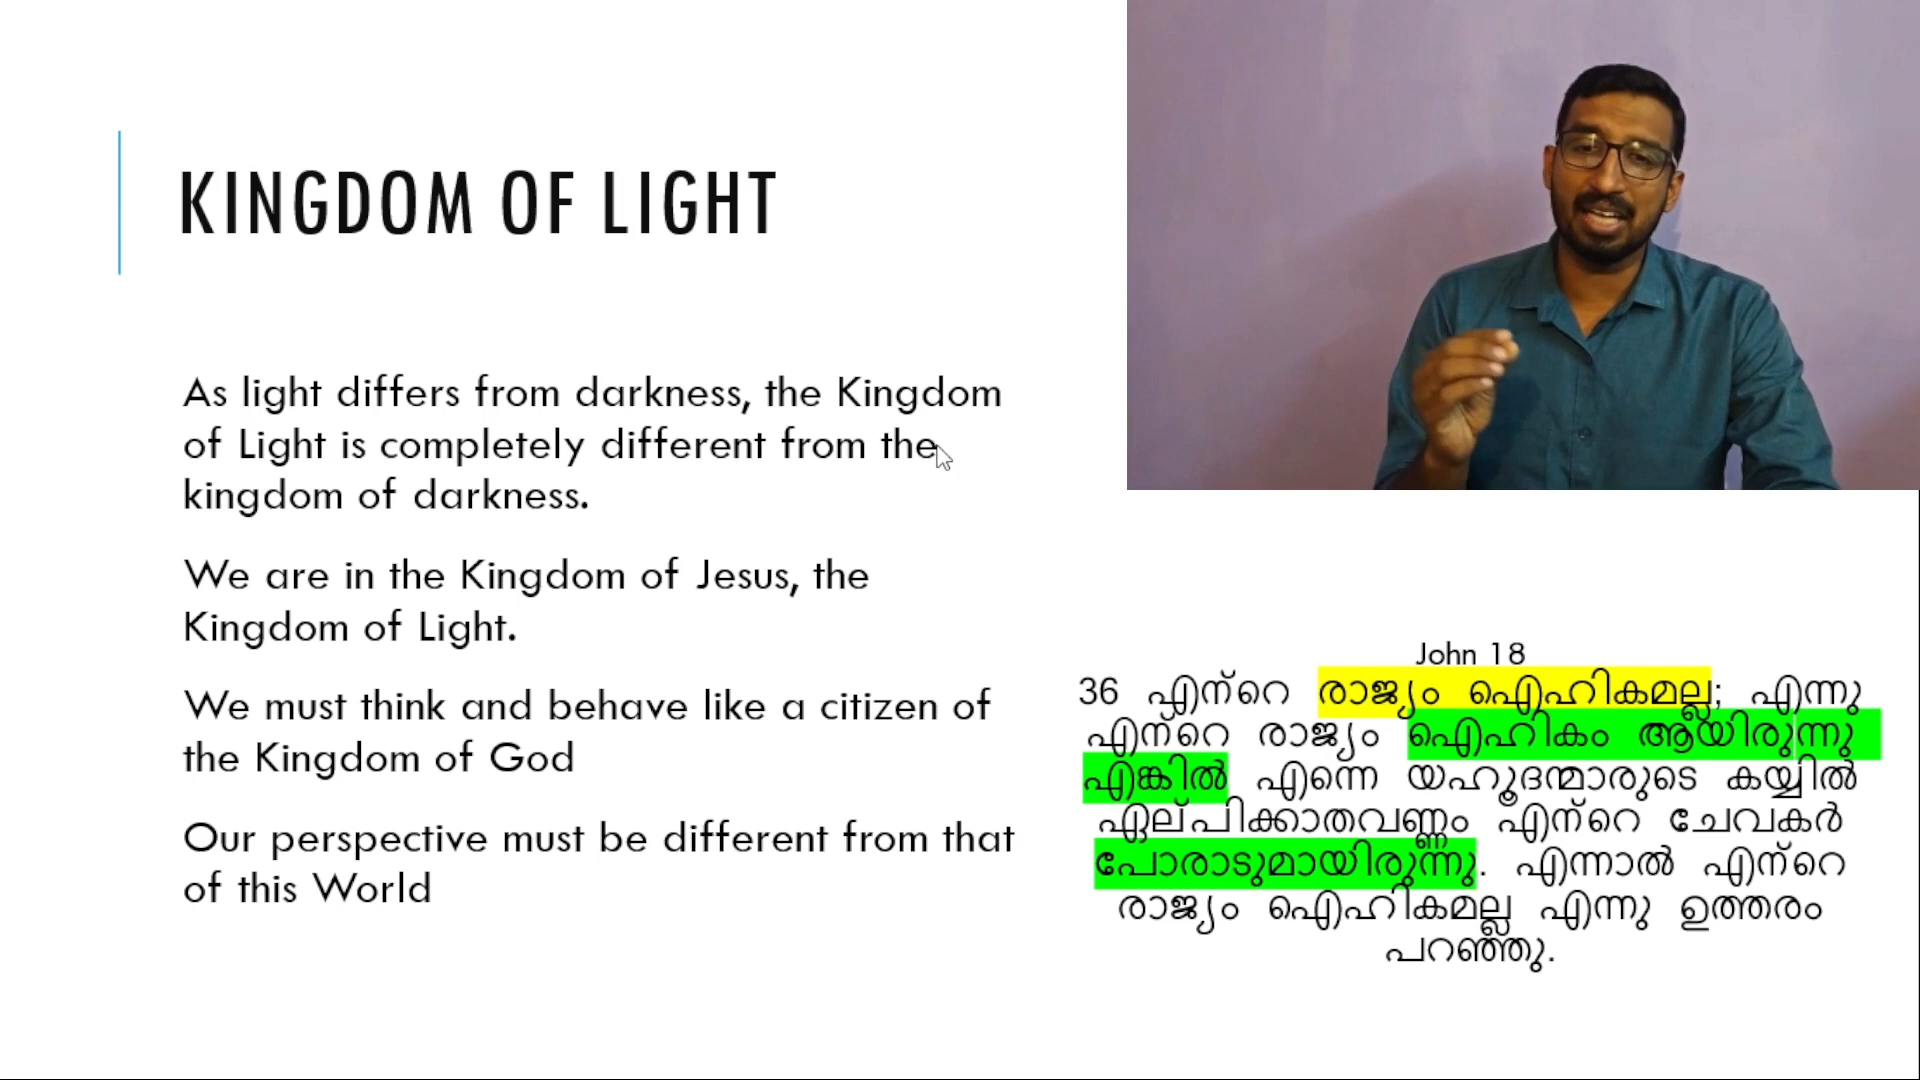 KINGDOM OF LIGHT
As light differs from darkness, the Kingdom
of Light is completely different from the
kingdom of darkness.
We are in the Kingdom of Jesus, the
Kingdom of Light.
We must think and behave like a citizen of
the Kingdom of God
Our perspective must be different from that
of this World
John 18
36 എന്റെ രാജ്യം ഐഹികമല്ല; എന്നു
എന്റെ രാജ്യം ഐഹികം ആയിരുന്നു
എങ്കിൽ എന്നെ യഹൂദന്മാരുടെ കയ്യിൽ
ഏല്പിക്കാതവണ്ണം എന്റെ ചേവകർ
പോരാടുമായിരുന്നു. എന്നാൽ എന്റെ
രാജ്യം ഐഹികമല്ല എന്നു ഉത്തരം
പറഞ്ഞു.